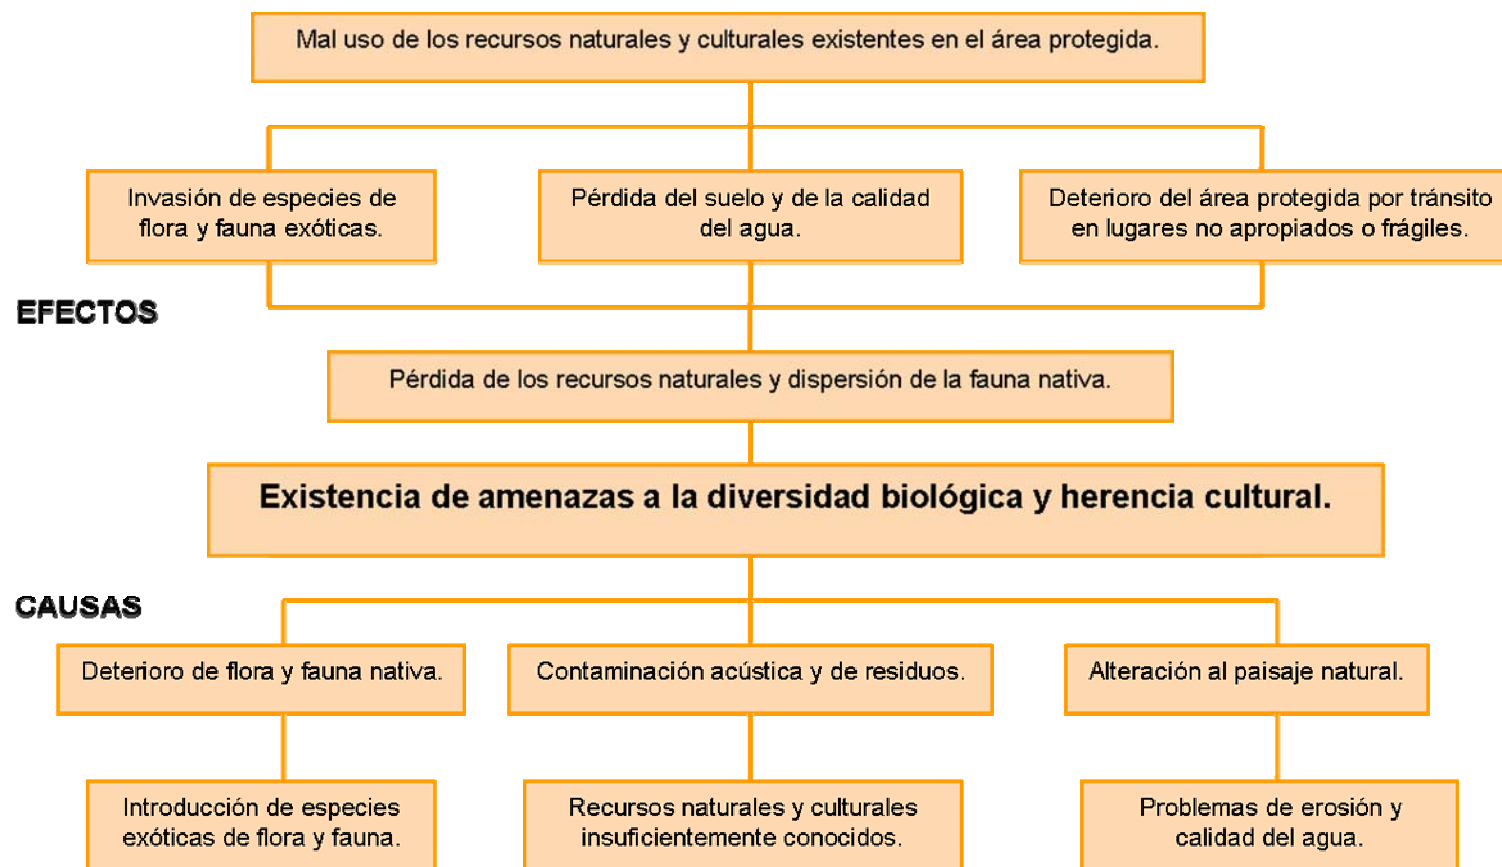 Mal uso de los recursos naturales y culturales existentes en el área protegida.
Invasión de especies de
flora y fauna exóticas.
Pérdida del suelo y de la calidad
del agua.
Deterioro del área protegida por tránsito
en lugares no apropiados o frágiles.
EFECTOS
Pérdida de los recursos naturales y dispersión de la fauna nativa.
Existencia de amenazas a la diversidad biológica y herencia cultural.
CAUSAS
Deterioro de flora y fauna nativa.
Contaminación acústica y de residuos.
Alteración al paisaje natural.
Introducción de especies
exóticas de flora y fauna.
Recursos naturales y culturales
insuficientemente conocidos.
Problemas de erosión y
calidad del agua.